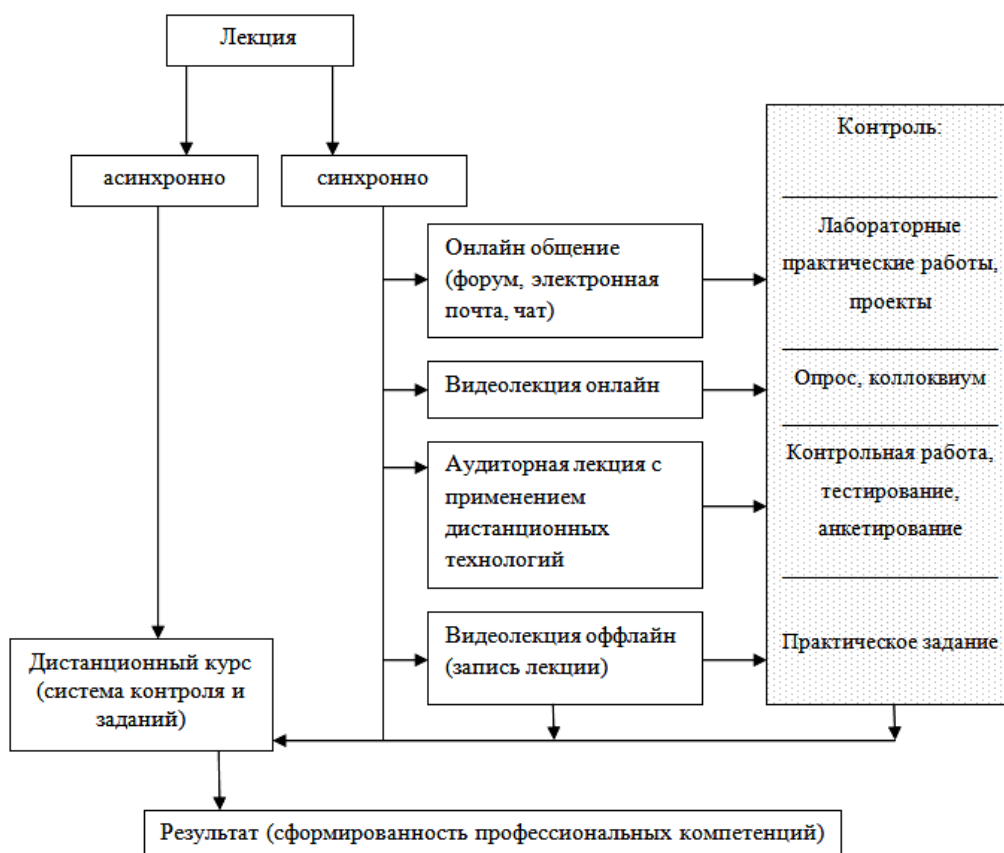 Лекция
асинхронно
синхронно
Онлайн общение
(форум, электронная
почта, чат)
Видеолекция онлайн
Аудиторная лекция с
применением
дистанционных
технологий
Видеолекция оффлайн
(запись лекции)
Контроль:
Лабораторные
практические работы,
проекты
Опрос, коллоквиум
Контрольная работа,
тестирование,
анкетирование
Практическое задание
Дистанционный курс
(система контроля и
заданий)
Результат (сформированность профессиональных компетенций)